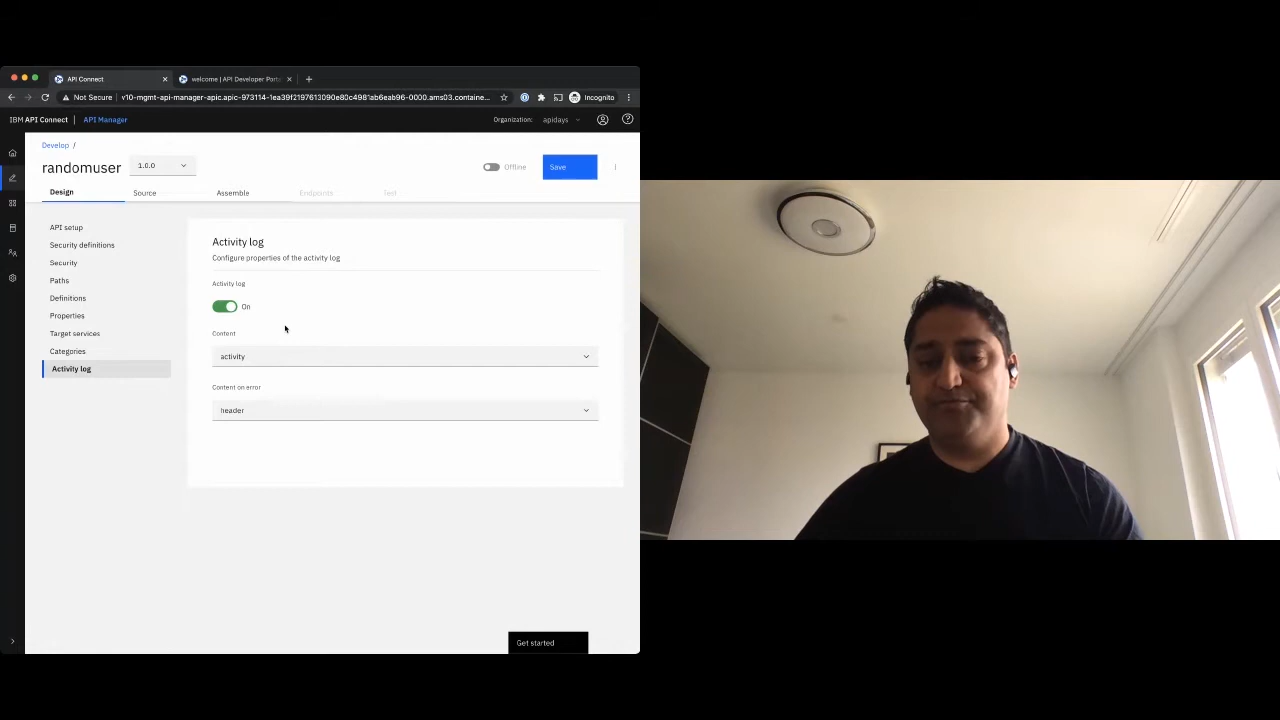 API Connect
welcome | API Developer Porta
Not Secure
v10-mgmt-api-manager-apic.apic-973114-1ea39f2197613090e80c4981ab6eab96-0000.ams03.containe...
Incognito
IBM API Connect | API Manager
Organization: apidays
Develop /
randomuser 1.0.0
Offline
Save
Design Source Assemble Endpoints Test
API setup
Security definitions
Security
Paths
Definitions
Properties
Target services
Categories
Activity log
Activity log
Configure properties of the activity log
Activity log
On
Content
activity
Content on error
header
Get started